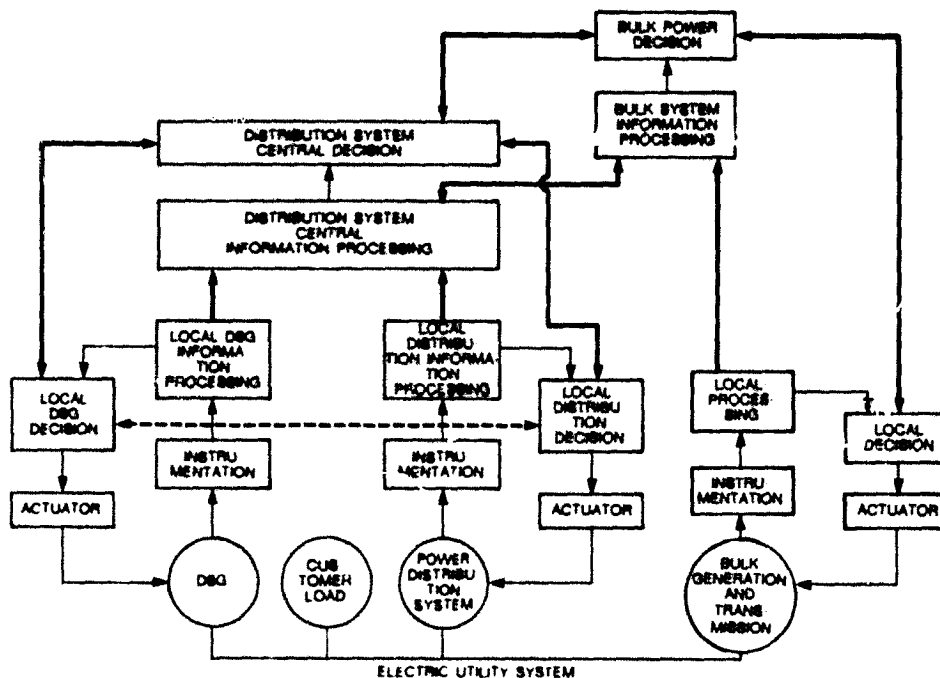 BULK POWER
DECISION
BULK SYSTEM
INFORMATION
PROCESSING
DISTRIBUTION SYSTEM
CENTRAL DECISION
DISTRIBUTION SYSTEM
CENTRAL
INFORMATION PROCESSING
LOCAL DSG
INFORMA
TION
PROCESSING
LOCAL
DISTRIBU
TION INFORMA-
TION
PROCESSING
LOCAL
DSG
DECISION
LOCAL
DISTRIBU
TION
DECISION
LOCAL
PROCES-
SING
LOCAL
DECISION
INSTRU
MENTATION
INSTRU
MENTATION
INSTRU
MENTATION
ACTUATOR
ACTUATOR
ACTUATOR
DSG
CUS
TOMER
LOAD
POWER
DISTRIBU
TION
SYSTEM
BULK
GENERATION
AND
TRANS
MISSION
ELECTRIC UTILITY SYSTEM